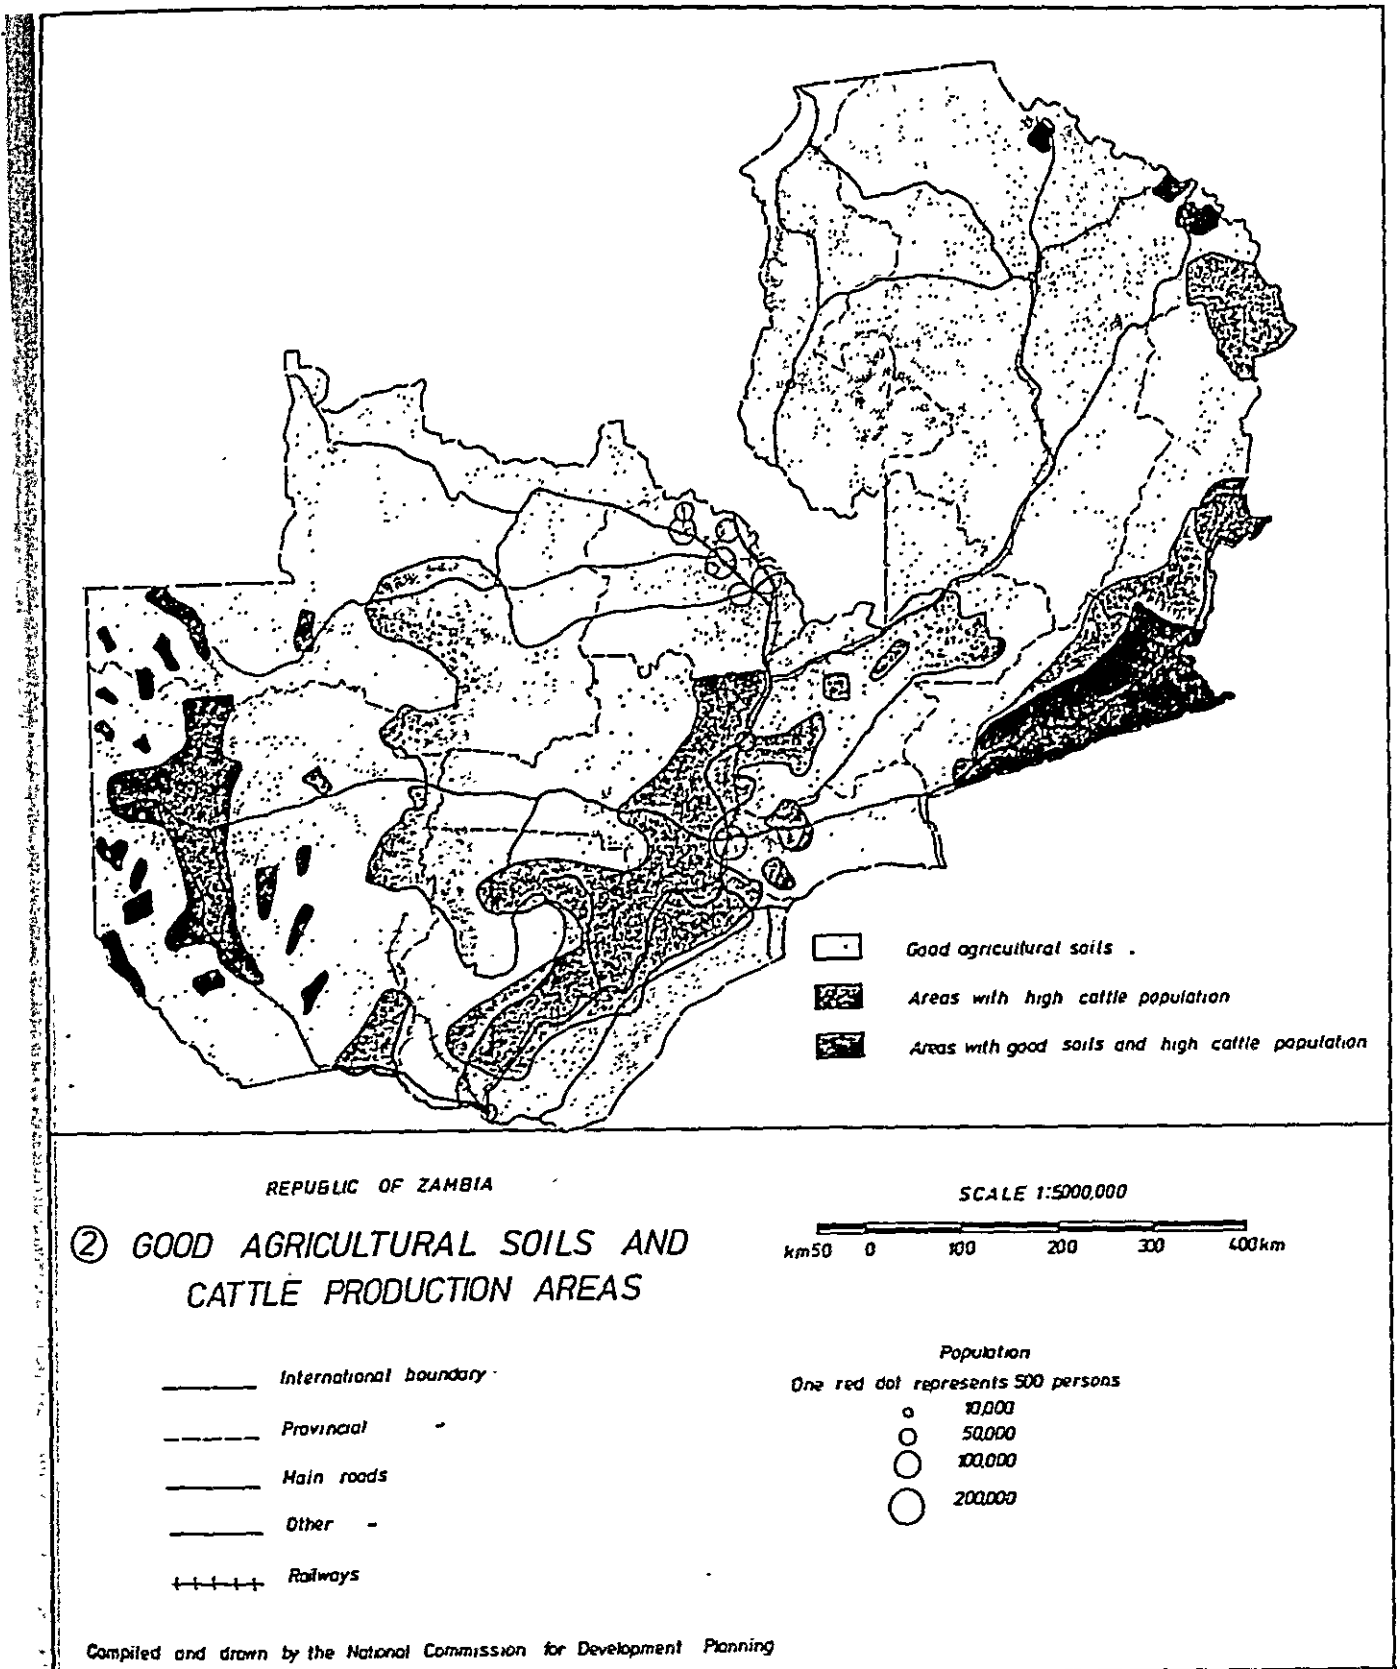 Good agricultural soils .
Areas with high cattle population
Areas with good soils and high cattle population
REPUBLIC OF ZAMBIA
② GOOD AGRICULTURAL SOILS AND
CATTLE PRODUCTION AREAS
SCALE 1:5000,000
km50 0 100 200 300 400km
International boundary
Provincial -
Main roads
Other -
Railways
Population
One red dot represents 500 persons
10,000
50,000
100,000
200,000
Compiled and drawn by the National Commission for Development Planning